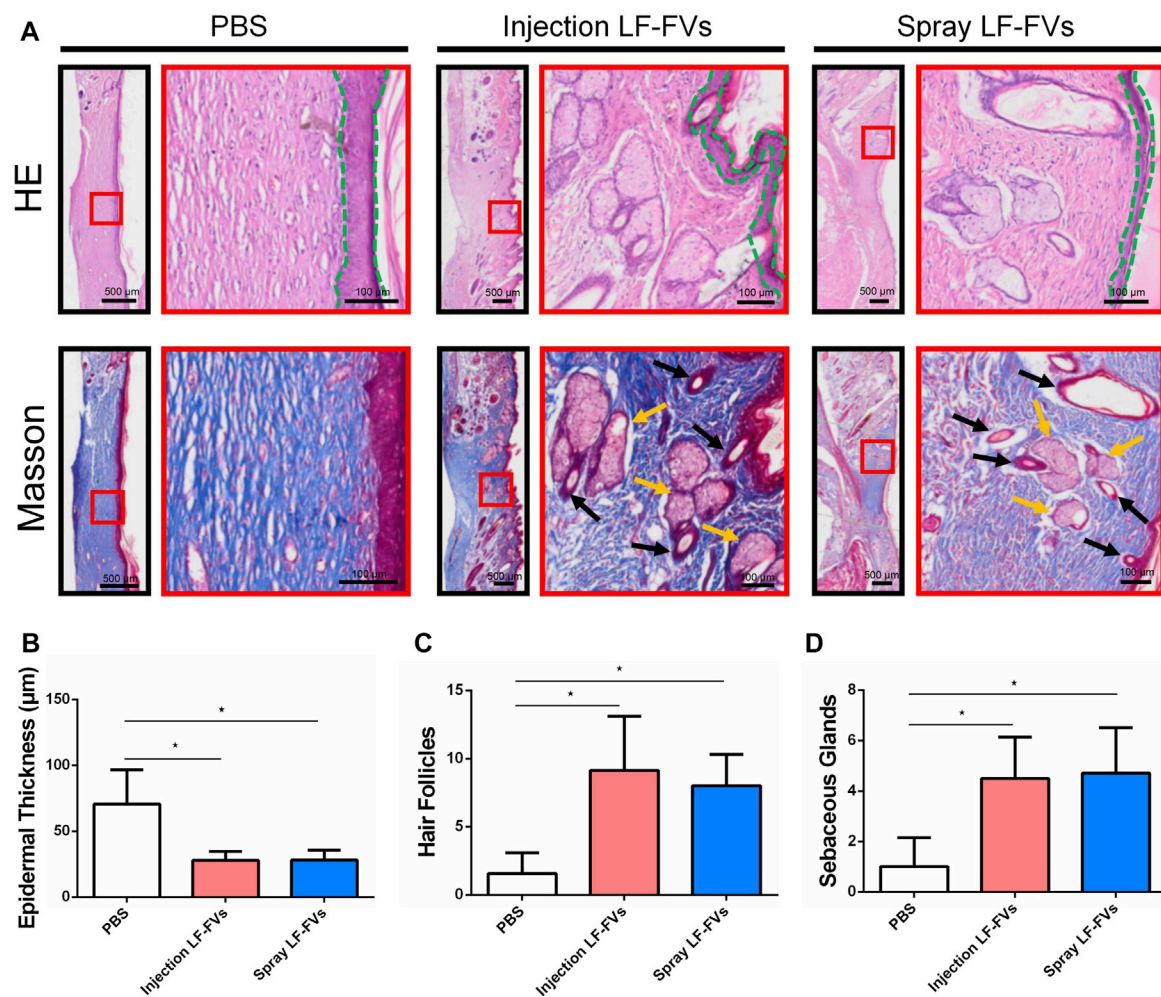 A
PBS
Injection LF-FVs
Spray LF-FVs
HE
500 µm
100 µm
500 µm
100 µm
500 µm
100 µm
Masson
500 µm
100 µm
500 µm
100 µm
500 µm
100 µm
B
Epidermal Thickness (µm)
150
100
50
0
*
*
PBS
Injection LF-FVs
Spray LF-FVs
C
Hair Follicles
15
10
5
0
*
*
PBS
Injection LF-FVs
Spray LF-FVs
D
Sebaceous Glands
8
6
4
2
0
*
*
PBS
Injection LF-FVs
Spray LF-FVs